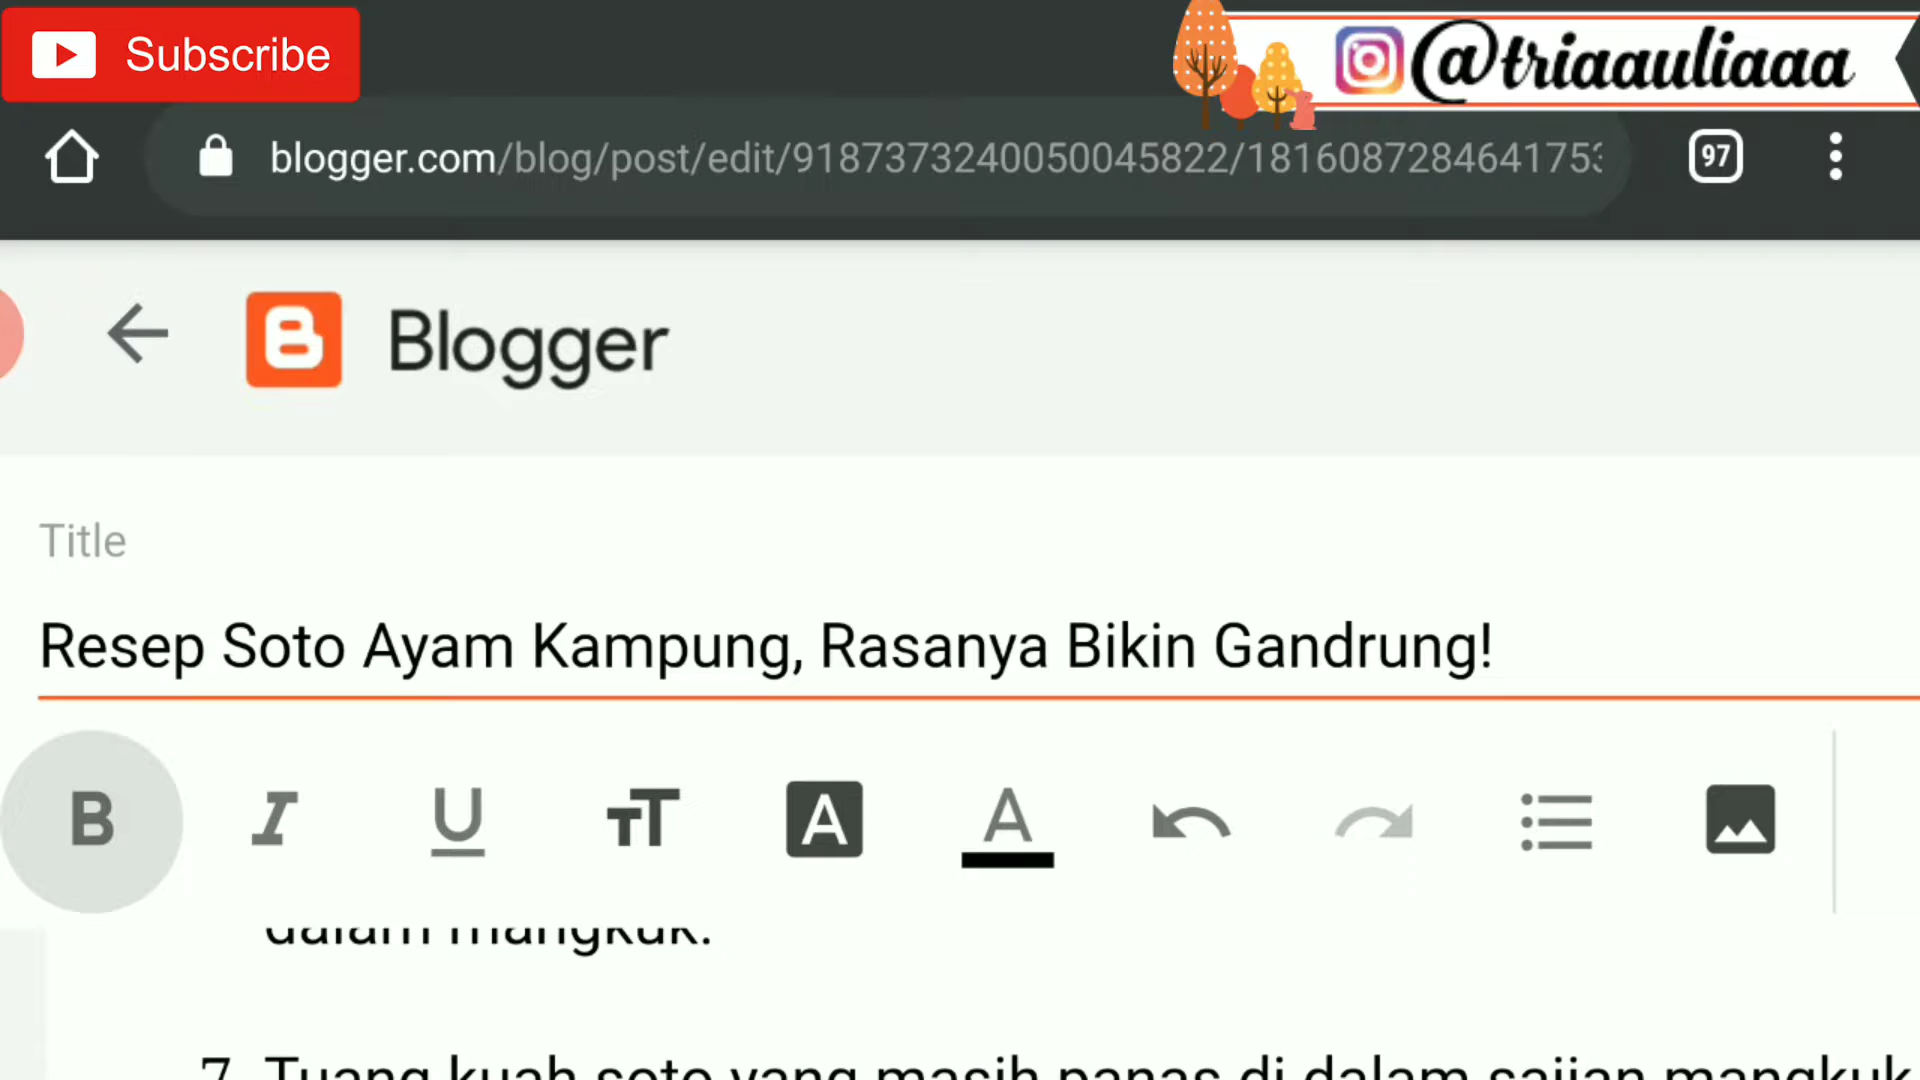 Subscribe
@triaauliaaa
blogger.com/blog/post/edit/9187373240050045822/181608728464175
97
Blogger
Title
Resep Soto Ayam Kampung, Rasanya Bikin Gandrung!
B I U TT A A
dalam mangkuk.
7. Tuang kuah soto yang masih panas di dalam sajian mangkuk